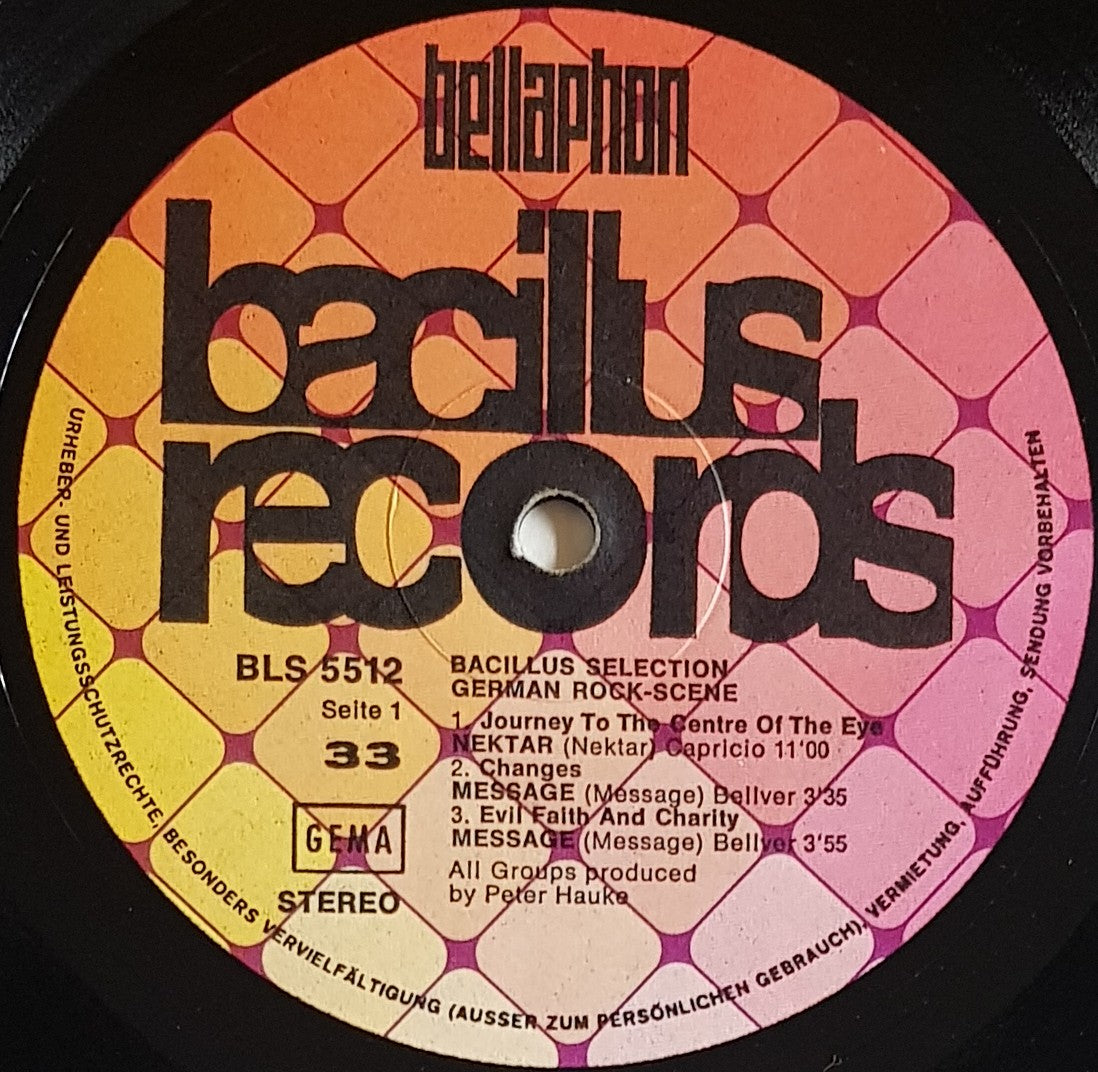 bellaphon
bacillus
records
BLS 5512
Seite 1
33
GEMA
STEREO
BACILLUS SELECTION
GERMAN ROCK-SCENE
1. Journey To The Centre Of The Eye
NEKTAR (Nektar) Capricio 11'00
2. Changes
MESSAGE (Message) Bellver 3'35
3. Evil Faith And Charity
MESSAGE (Message) Bellver 3'55
All Groups produced
by Peter Hauke
URHEBER- UND LEISTUNGSSCHUTZRECHTE, BESONDERS VERVIELFÄLTIGUNG (AUSSER ZUM PERSÖNLICHEN GEBRAUCH), VERMIETUNG, AUFFÜHRUNG, SENDUNG VORBEHALTEN